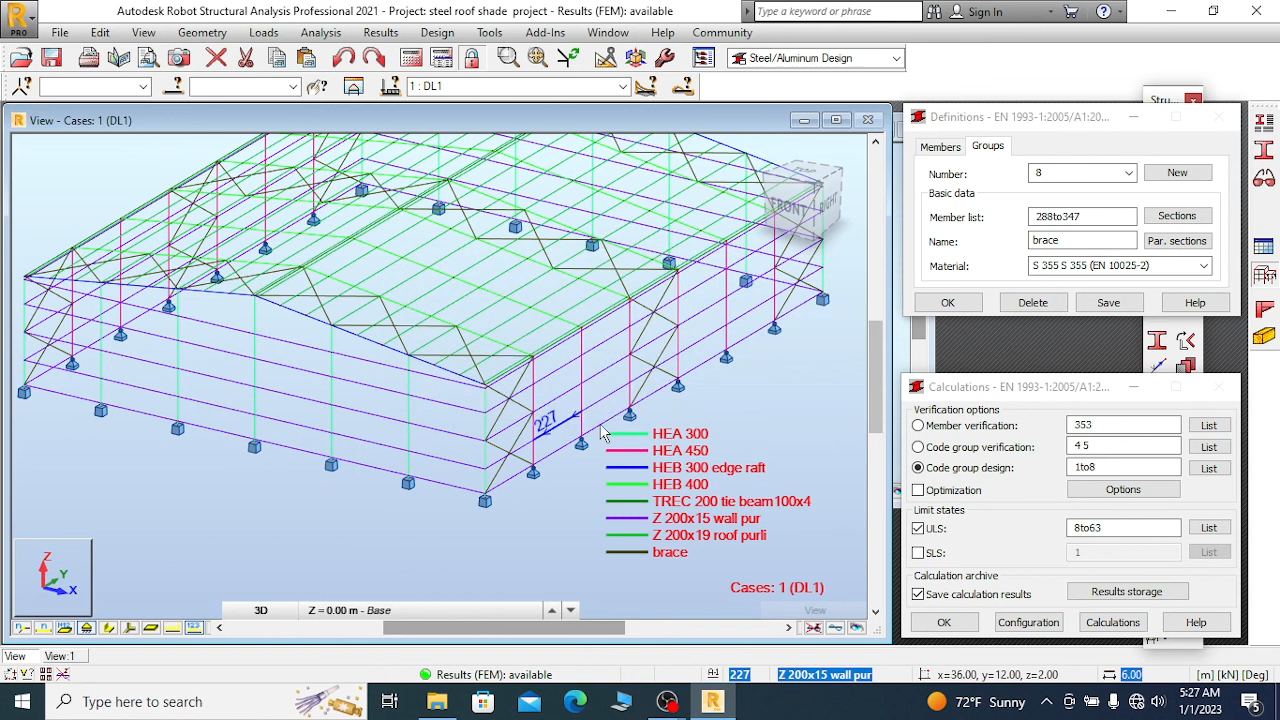 Autodesk Robot Structural Analysis Professional 2021 - Project: steel roof shade project - Results (FEM): available
Type a keyword or phrase
Sign In
File Edit View Geometry Loads Analysis Results Design Tools Add-Ins Window Help Community
Steel/Aluminum Design
1 : DL1
View - Cases: 1 (DL1)
FRONT
RIGHT
227
HEA 300
HEA 450
HEB 300 edge raft
HEB 400
TREC 200 tie beam100x4
Z 200x15 wall pur
Z 200x19 roof purli
brace
Cases: 1 (DL1)
Z
Y
X
3D
Z = 0.00 m - Base
View
Stru...
Definitions - EN 1993-1:2005/A1:20...
Members Groups
Number: 8 New
Basic data
Member list: 288to347 Sections
Name: brace Par. sections
Material: S 355 S 355 (EN 10025-2)
OK Delete Save Help
Calculations - EN 1993-1:2005/A1:2...
Verification options
Member verification: 353 List
Code group verification: 4 5 List
Code group design: 1to8 List
Optimization Options
Limit states
ULS: 8to63 List
SLS: 1 List
Calculation archive
Save calculation results Results storage
OK Configuration Calculations Help
View View:1
Results (FEM): available
227
Z 200x15 wall pur
x=36.00, y=12.00, z=2.00
6.00
[m] [kN] [Deg]
Type here to search
72°F Sunny
5:27 AM
1/1/2023
5